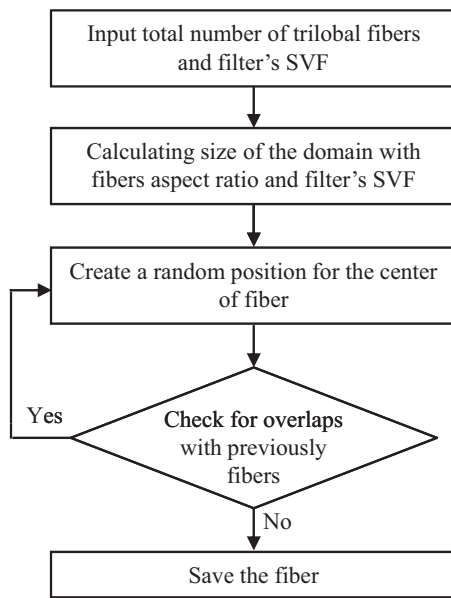 Input total number of trilobal fibers
and filter’s SVF
Calculating size of the domain with
fibers aspect ratio and filter’s SVF
Create a random position for the center
of fiber
Yes
Check for overlaps
with previously
fibers
No
Save the fiber